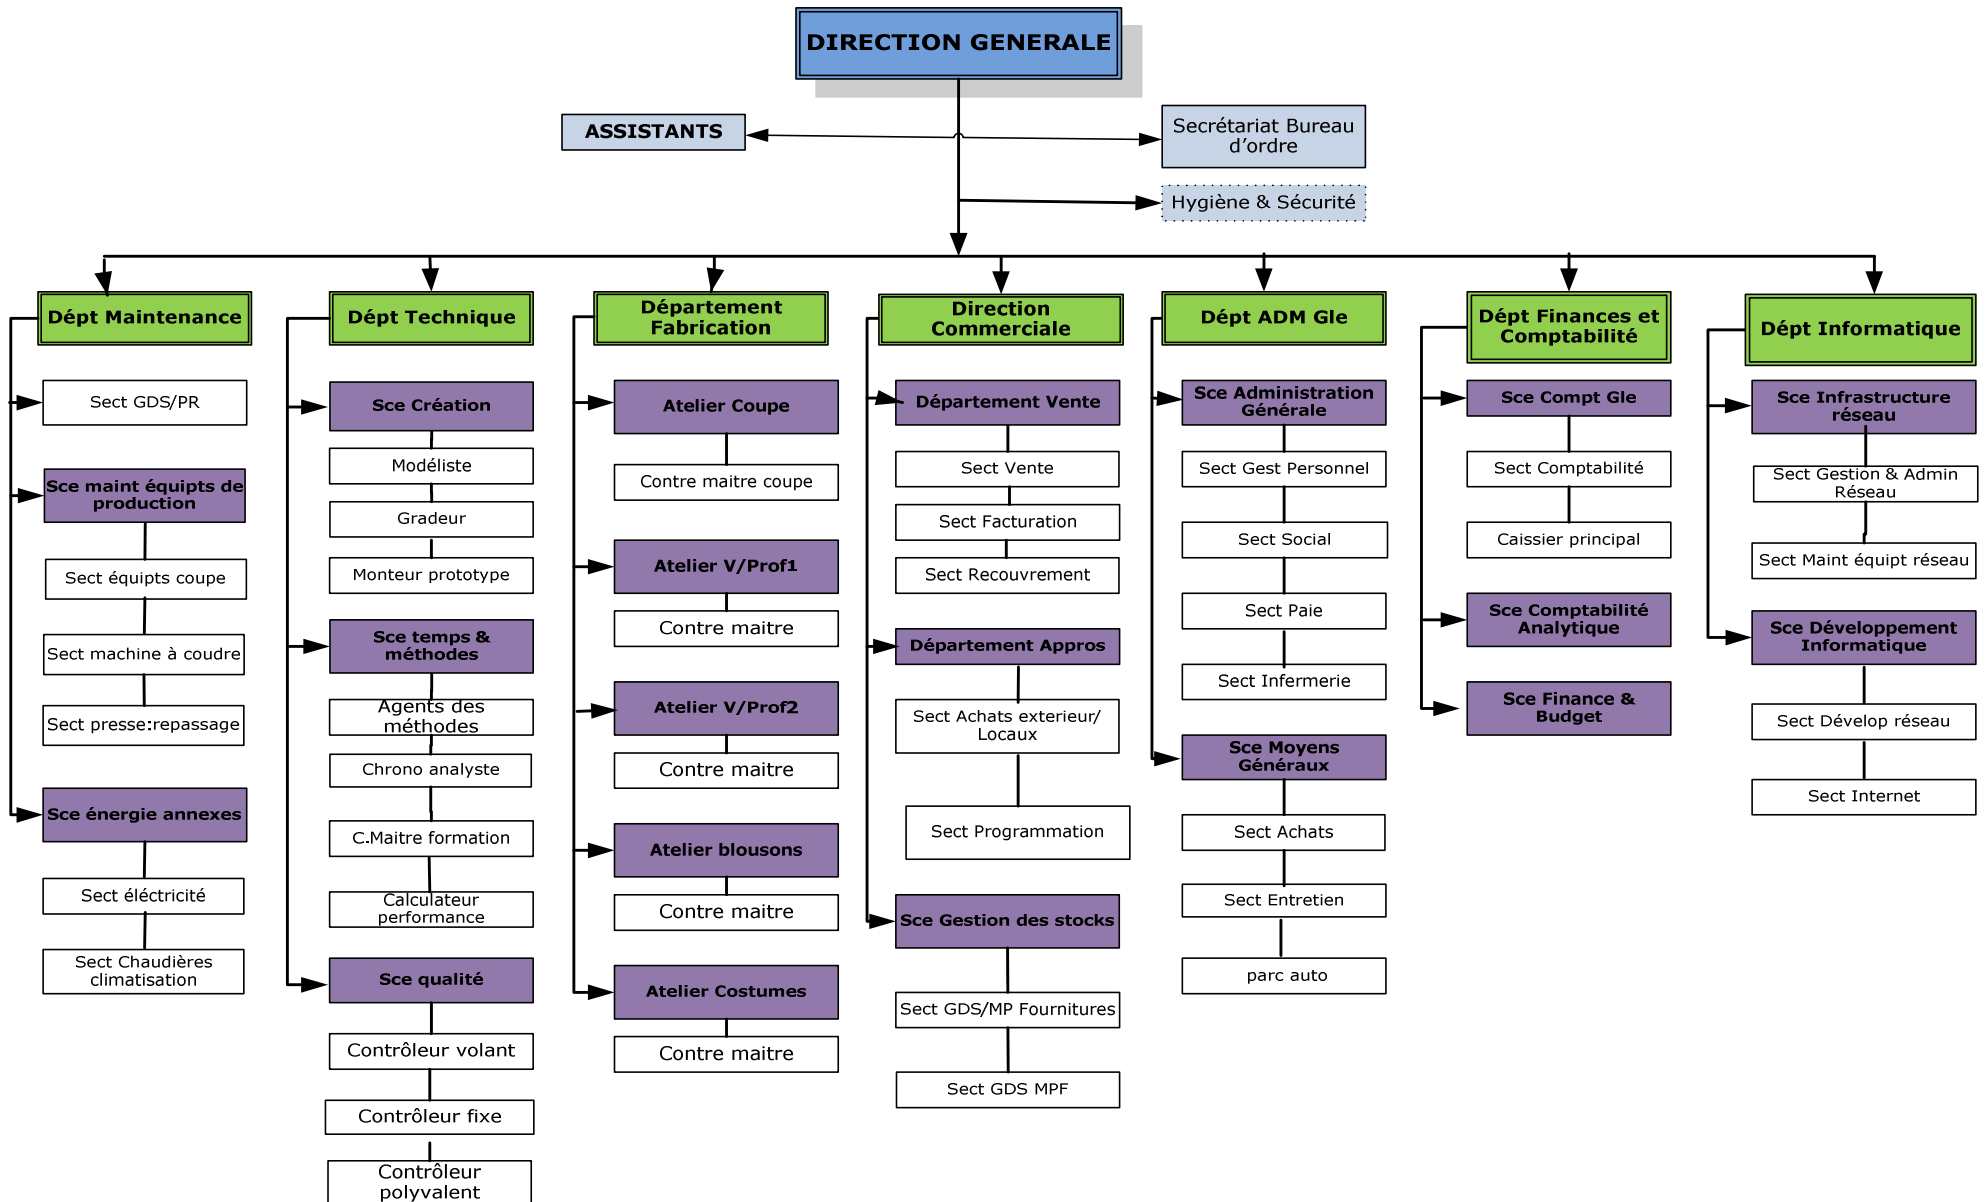 DIRECTION GENERALE
ASSISTANTS
Secrétariat Bureau
d'ordre
Hygiène & Sécurité
Dépt Maintenance
Sect GDS/PR
Sce maint équipts de
production
Sect équipts coupe
Sect machine à coudre
Sect presse:repassage
Sce énergie annexes
Sect éléctricité
Sect Chaudières
climatisation
Dépt Technique
Sce Création
Modéliste
Gradeur
Monteur prototype
Sce temps &
méthodes
Agents des
méthodes
Chrono analyste
C.Maitre formation
Calculateur
performance
Sce qualité
Contrôleur volant
Contrôleur fixe
Contrôleur
polyvalent
Département
Fabrication
Atelier Coupe
Contre maitre coupe
Atelier V/Prof1
Contre maitre
Atelier V/Prof2
Contre maitre
Atelier blousons
Contre maitre
Atelier Costumes
Contre maitre
Direction
Commerciale
Département Vente
Sect Vente
Sect Facturation
Sect Recouvrement
Département Appros
Sect Achats exterieur/
Locaux
Sect Programmation
Sce Gestion des stocks
Sect GDS/MP Fournitures
Sect GDS MPF
Dépt ADM Gle
Sce Administration
Générale
Sect Gest Personnel
Sect Social
Sect Paie
Sect Infermerie
Sce Moyens
Généraux
Sect Achats
Sect Entretien
parc auto
Dépt Finances et
Comptabilité
Sce Compt Gle
Sect Comptabilité
Caissier principal
Sce Comptabilité
Analytique
Sce Finance &
Budget
Dépt Informatique
Sce Infrastructure
réseau
Sect Gestion & Admin
Réseau
Sect Maint équipt réseau
Sce Développement
Informatique
Sect Dévelop réseau
Sect Internet